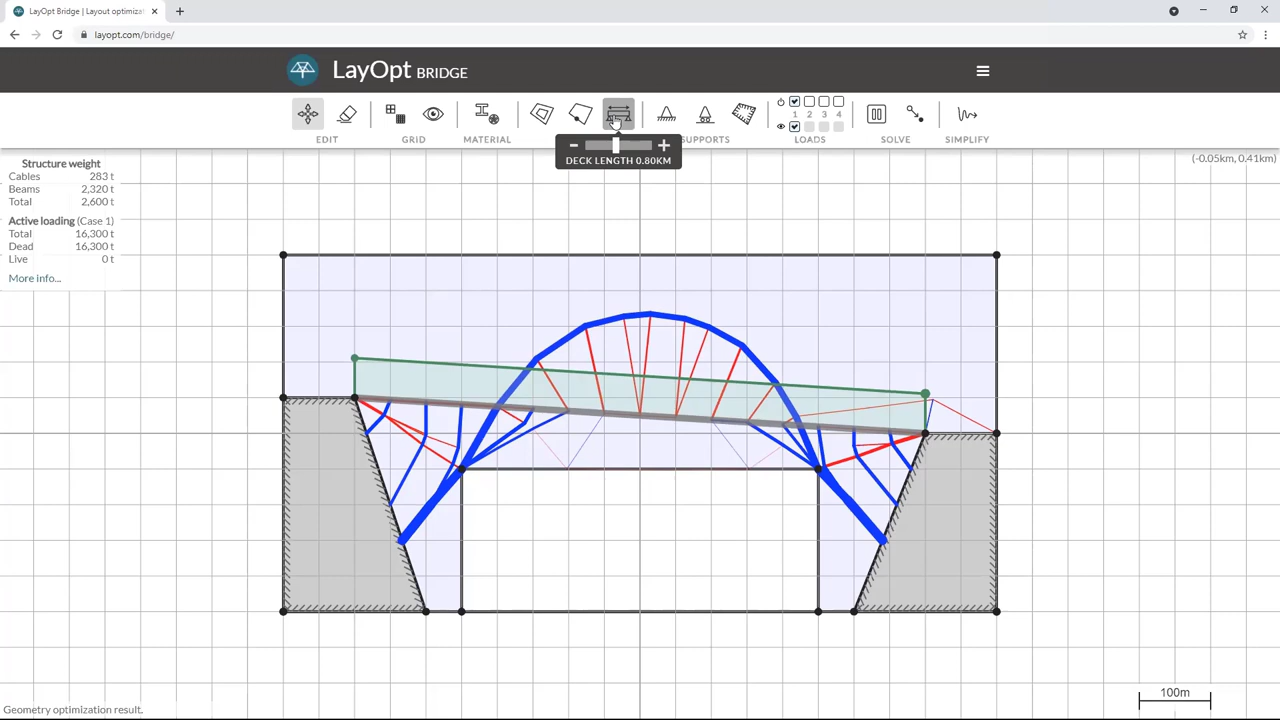 LayOpt Bridge | Layout optimizat
layopt.com/bridge/
LayOpt BRIDGE
1 2 3 4
EDIT GRID MATERIAL SUPPORTS LOADS SOLVE SIMPLIFY
DECK LENGTH 0.80KM
(-0.05km, 0.41km)
Structure weight
Cables 283 t
Beams 2,320 t
Total 2,600 t
Active loading (Case 1)
Total 16,300 t
Dead 16,300 t
Live 0 t
More info...
100m
Geometry optimization result.